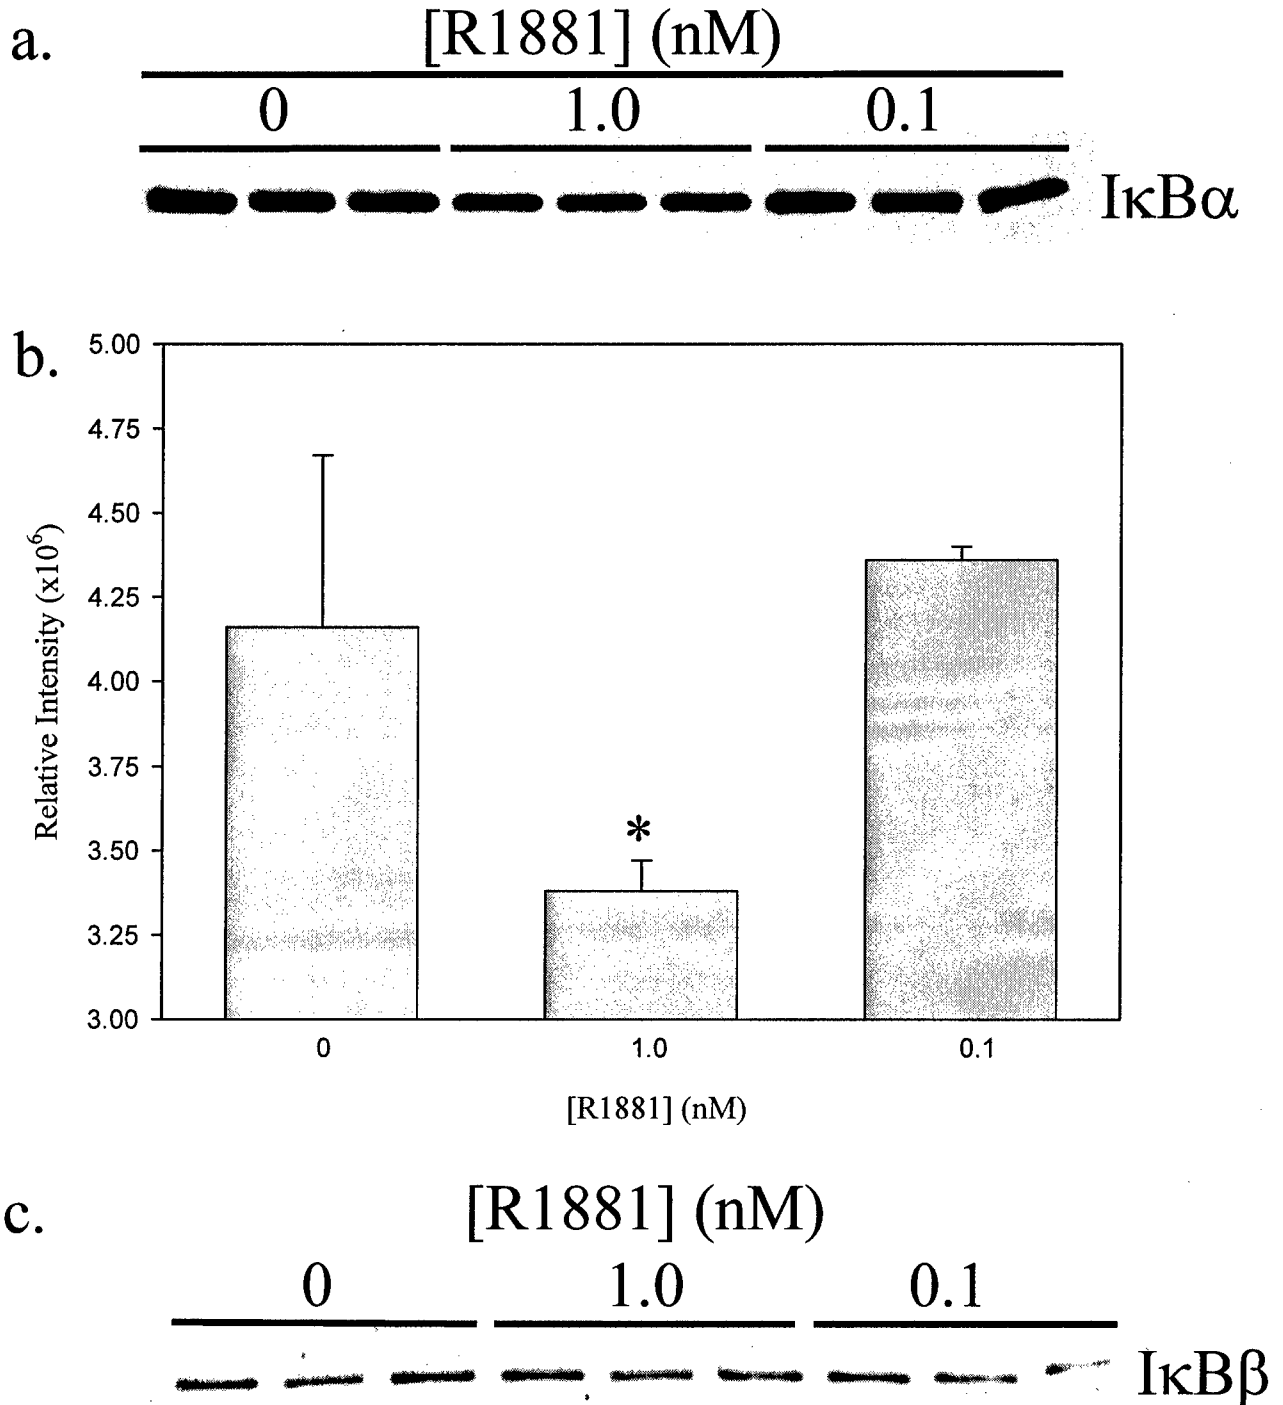 a.
[R1881] (nM)
0 1.0 0.1
IκBα
b.
5.00
4.75
4.50
4.25
4.00
3.75
3.50
3.25
3.00
Relative Intensity (x10⁶)
*
0 1.0 0.1
[R1881] (nM)
c.
[R1881] (nM)
0 1.0 0.1
IκBβ